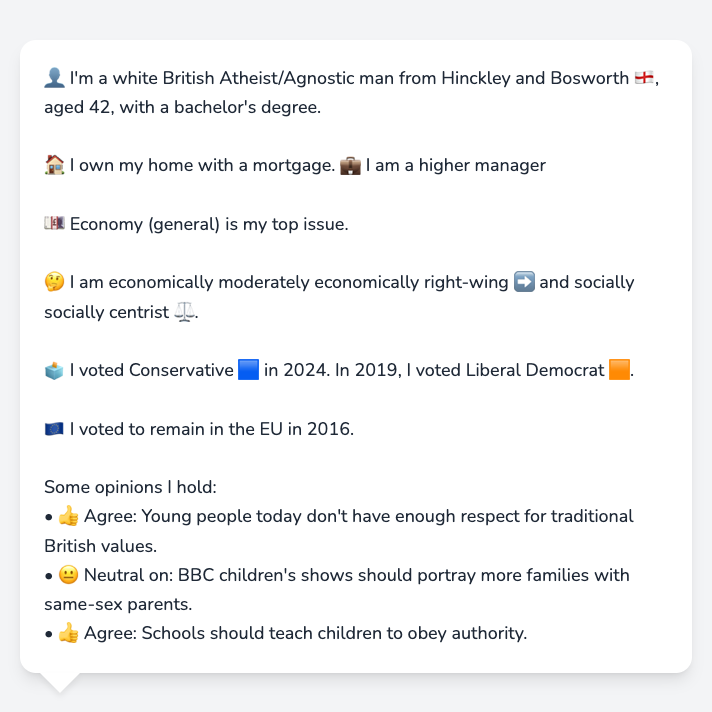 👤 I'm a white British Atheist/Agnostic man from Hinckley and Bosworth 🏴󠁧󠁢󠁥󠁮󠁧󠁿,
aged 42, with a bachelor's degree.
🏠 I own my home with a mortgage. 💼 I am a higher manager
💷 Economy (general) is my top issue.
🤔 I am economically moderately economically right-wing ➡️ and socially
socially centrist ⚖️.
🗳️ I voted Conservative 🟦 in 2024. In 2019, I voted Liberal Democrat 🟧.
🇪🇺 I voted to remain in the EU in 2016.
Some opinions I hold:
• 👍 Agree: Young people today don't have enough respect for traditional
British values.
• 😐 Neutral on: BBC children's shows should portray more families with
same-sex parents.
• 👍 Agree: Schools should teach children to obey authority.